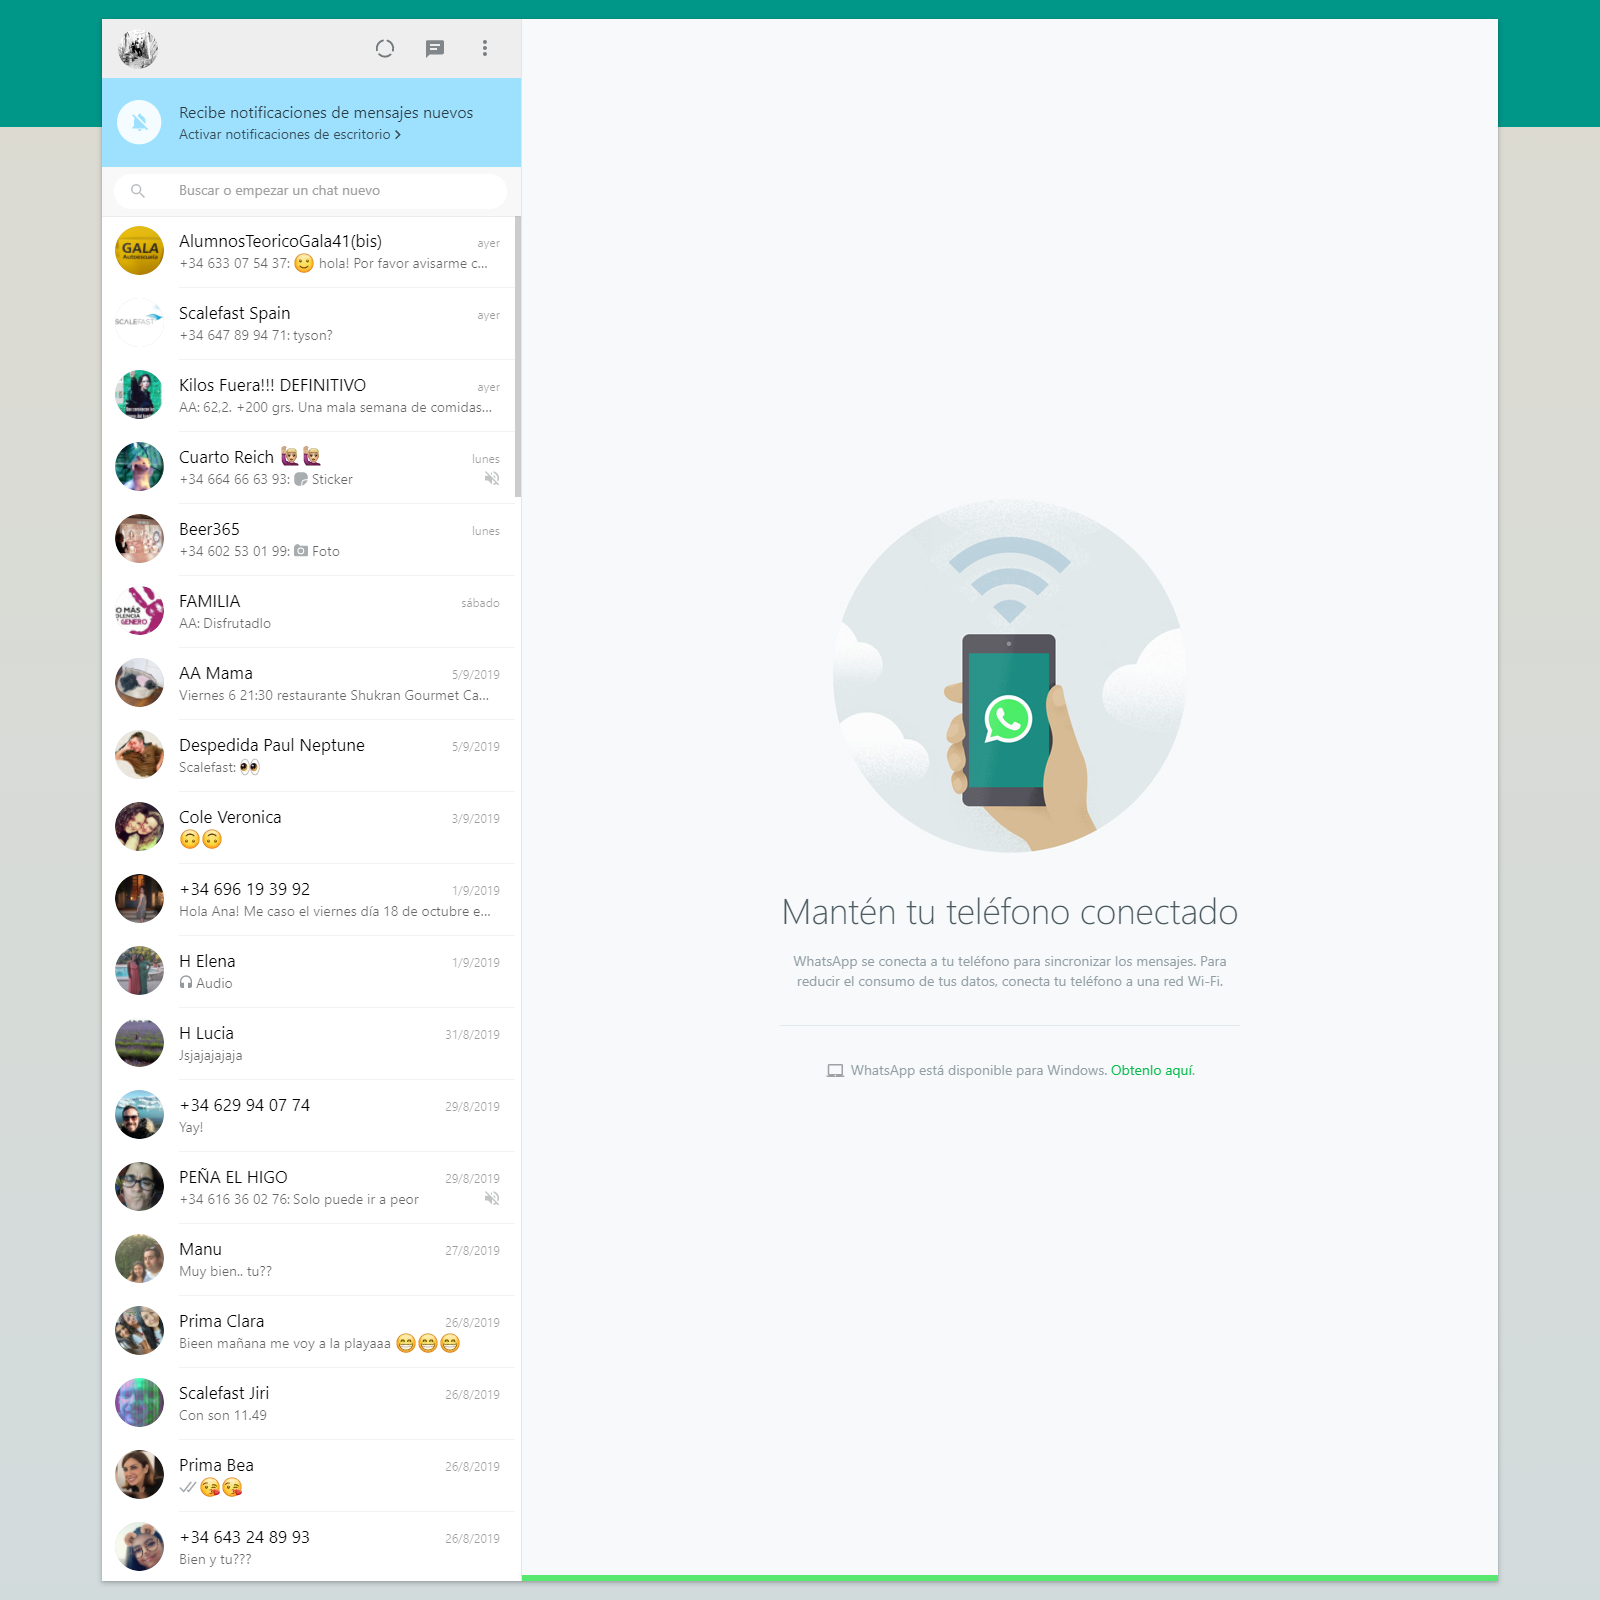 Recibe notificaciones de mensajes nuevos
Activar notificaciones de escritorio
Buscar o empezar un chat nuevo
GALA
Autoescuela
AlumnosTeoricoGala41(bis)
ayer
+34 633 07 54 37: 😊 hola! Por favor avisarme c...
SCALEFAST
Scalefast Spain
ayer
+34 647 89 94 71: tyson?
Kilos Fuera!!! DEFINITIVO
ayer
AA: 62,2. +200 grs. Una mala semana de comidas...
Cuarto Reich 🙋🏼🙋🏼
lunes
+34 664 66 63 93: Sticker
Beer365
lunes
+34 602 53 01 99: Foto
O MÁS
OLENCIA
GENERO
FAMILIA
sábado
AA: Disfrutadlo
AA Mama
5/9/2019
Viernes 6 21:30 restaurante Shukran Gourmet Ca...
Despedida Paul Neptune
5/9/2019
Scalefast: 👀
Cole Veronica
3/9/2019
🙃🙃
+34 696 19 39 92
1/9/2019
Hola Ana! Me caso el viernes día 18 de octubre e...
H Elena
1/9/2019
Audio
H Lucia
31/8/2019
Jsjajajajaja
+34 629 94 07 74
29/8/2019
Yay!
PEÑA EL HIGO
29/8/2019
+34 616 36 02 76: Solo puede ir a peor
Manu
27/8/2019
Muy bien.. tu??
Prima Clara
26/8/2019
Bieen mañana me voy a la playaaa 😁😁😁
Scalefast Jiri
26/8/2019
Con son 11.49
Prima Bea
26/8/2019
😘😘
+34 643 24 89 93
26/8/2019
Bien y tu???
Mantén tu teléfono conectado
WhatsApp se conecta a tu teléfono para sincronizar los mensajes. Para
reducir el consumo de tus datos, conecta tu teléfono a una red Wi-Fi.
WhatsApp está disponible para Windows. Obtenlo aquí.